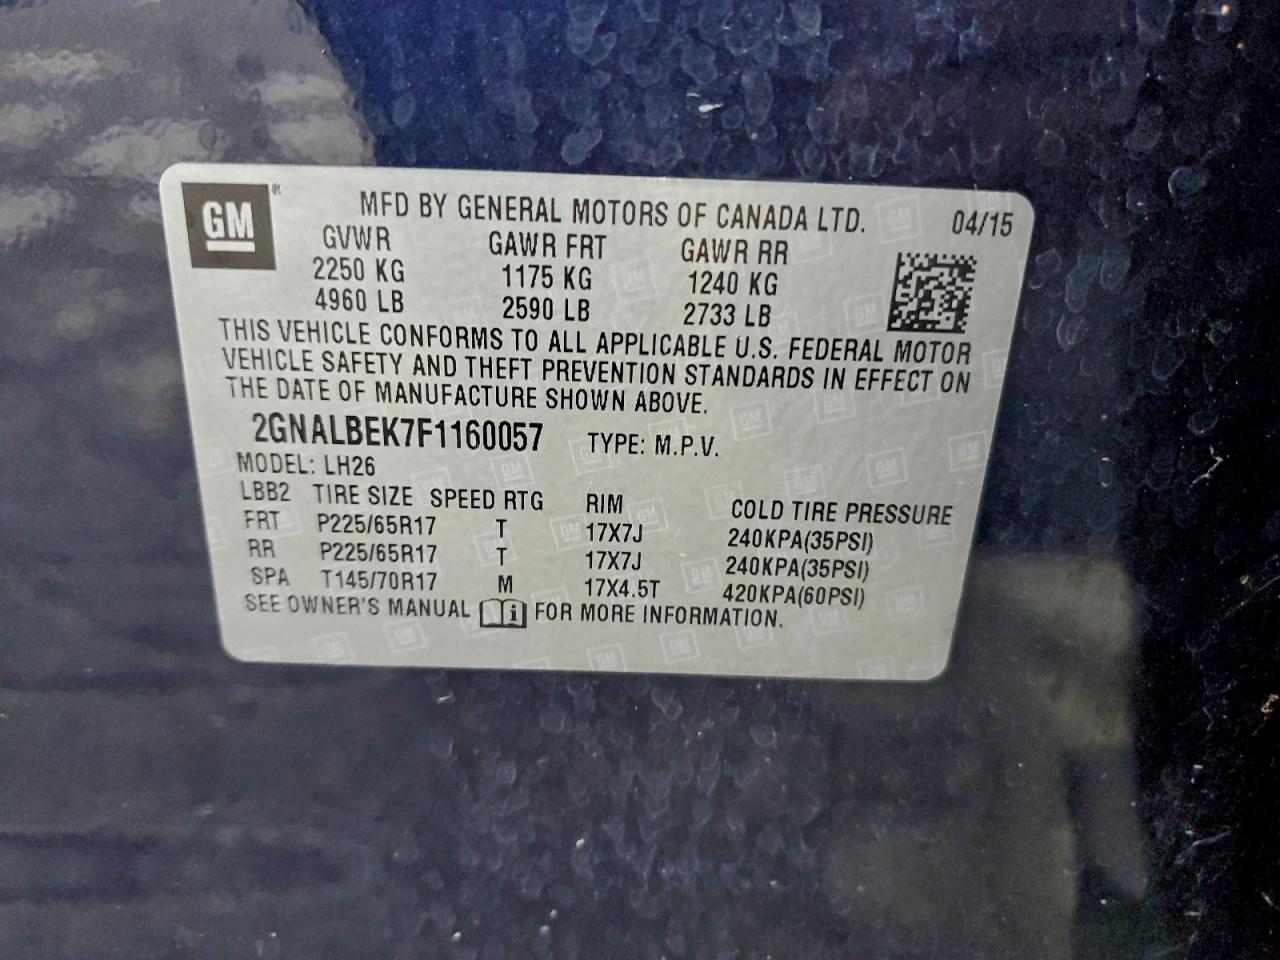 GM® MFD BY GENERAL MOTORS OF CANADA LTD. 04/15
GVWR GAWR FRT GAWR RR
2250 KG 1175 KG 1240 KG
4960 LB 2590 LB 2733 LB
THIS VEHICLE CONFORMS TO ALL APPLICABLE U.S. FEDERAL MOTOR
VEHICLE SAFETY AND THEFT PREVENTION STANDARDS IN EFFECT ON
THE DATE OF MANUFACTURE SHOWN ABOVE.
2GNALBEK7F1160057 TYPE: M.P.V.
MODEL: LH26
LBB2 TIRE SIZE SPEED RTG RIM COLD TIRE PRESSURE
FRT P225/65R17 T 17X7J 240KPA(35PSI)
RR P225/65R17 T 17X7J 240KPA(35PSI)
SPA T145/70R17 M 17X4.5T 420KPA(60PSI)
SEE OWNER'S MANUAL FOR MORE INFORMATION.